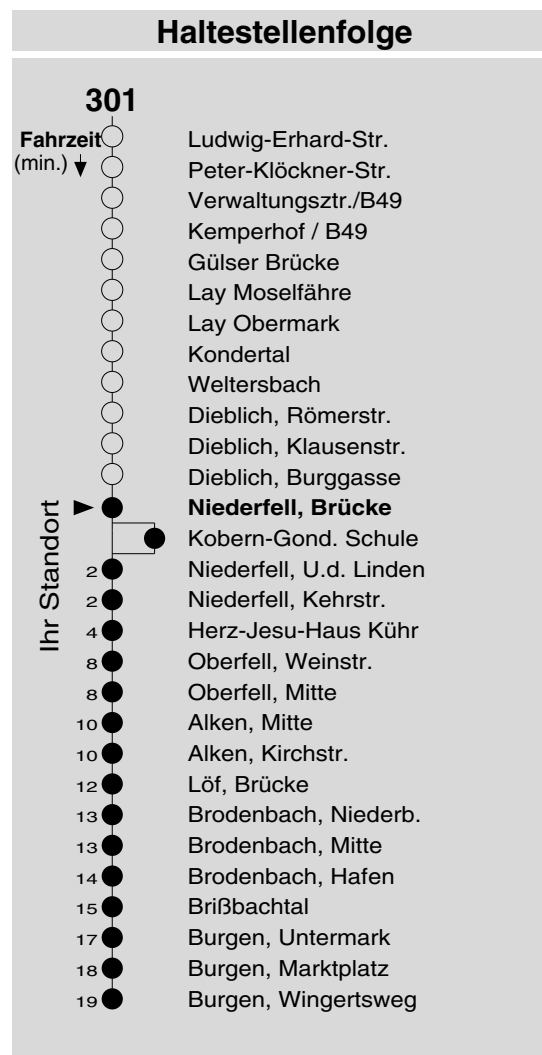 Haltestellenfolge
301
Fahrzeit Ludwig-Erhard-Str.
(min.) Peter-Klöckner-Str.
Verwaltungsztr./B49
Kemperhof / B49
Gülser Brücke
Lay Moselfähre
Lay Obermark
Kondertal
Weltersbach
Dieblich, Römerstr.
Dieblich, Klausenstr.
Dieblich, Burggasse
Ihr Standort
Niederfell, Brücke
Kobern-Gond. Schule
2 Niederfell, U.d. Linden
2 Niederfell, Kehrstr.
4 Herz-Jesu-Haus Kühr
8 Oberfell, Weinstr.
8 Oberfell, Mitte
10 Alken, Mitte
10 Alken, Kirchstr.
12 Löf, Brücke
13 Brodenbach, Niederb.
13 Brodenbach, Mitte
14 Brodenbach, Hafen
15 Brißbachtal
17 Burgen, Untermark
18 Burgen, Marktplatz
19 Burgen, Wingertsweg